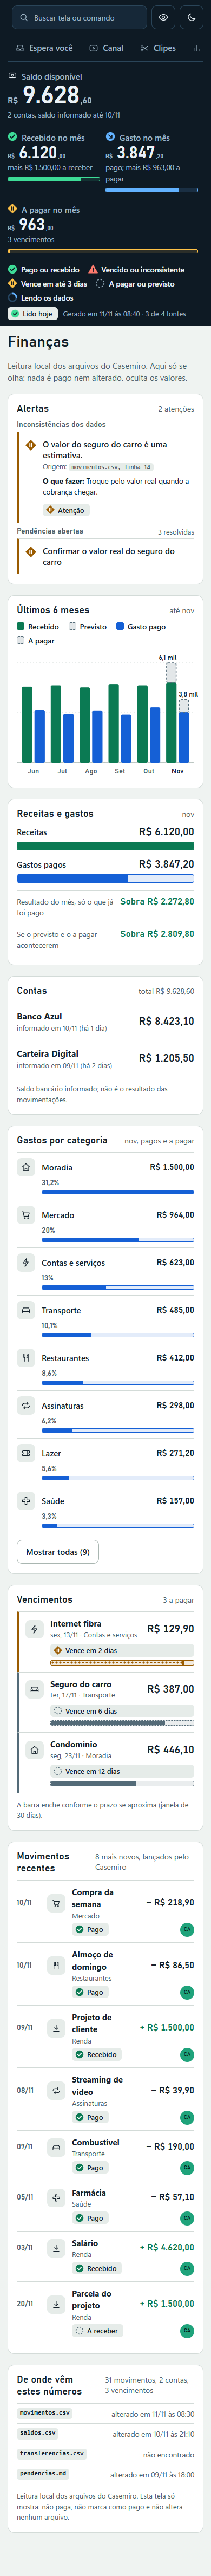 Buscar tela ou comando
Espera você
Canal
Clipes
Saldo disponível
R$ 9.628,60
2 contas, saldo informado até 10/11
Recebido no mês
R$ 6.120,00
mais R$ 1.500,00 a receber
Gasto no mês
R$ 3.847,20
pago; mais R$ 963,00 a
pagar
A pagar no mês
R$ 963,00
3 vencimentos
Pago ou recebido
Vencido ou inconsistente
Vence em até 3 dias
A pagar ou previsto
Lendo os dados
Lido hoje
Gerado em 11/11 às 08:40 · 3 de 4 fontes
Finanças
Leitura local dos arquivos do Casemiro. Aqui só se
olha: nada é pago nem alterado. oculta os valores.
Alertas
2 atenções
Inconsistências dos dados
O valor do seguro do carro é uma
estimativa.
Origem: movimentos.csv, linha 14
O que fazer: Troque pelo valor real quando a
cobrança chegar.
Atenção
Pendências abertas
3 resolvidas
Confirmar o valor real do seguro do
carro
Últimos 6 meses
até nov
Recebido
Previsto
Gasto pago
A pagar
6,1 mil
3,8 mil
Jun
Jul
Ago
Set
Out
Nov
Receitas e gastos
nov
Receitas
R$ 6.120,00
Gastos pagos
R$ 3.847,20
Resultado do mês, só o que já
foi pago
Sobra R$ 2.272,80
Se o previsto e o a pagar
acontecerem
Sobra R$ 2.809,80
Contas
total R$ 9.628,60
Banco Azul
informado em 10/11 (há 1 dia)
R$ 8.423,10
Carteira Digital
informado em 09/11 (há 2 dias)
R$ 1.205,50
Saldo bancário informado; não é o resultado das
movimentações.
Gastos por categoria
nov, pagos e a pagar
Moradia
R$ 1.500,00
31,2%
Mercado
R$ 964,00
20%
Contas e serviços
R$ 623,00
13%
Transporte
R$ 485,00
10,1%
Restaurantes
R$ 412,00
8,6%
Assinaturas
R$ 298,00
6,2%
Lazer
R$ 271,20
5,6%
Saúde
R$ 157,00
3,3%
Mostrar todas (9)
Vencimentos
3 a pagar
Internet fibra
sex, 13/11 · Contas e serviços
R$ 129,90
Vence em 2 dias
Seguro do carro
ter, 17/11 · Transporte
R$ 387,00
Vence em 6 dias
Condomínio
seg, 23/11 · Moradia
R$ 446,10
Vence em 12 dias
A barra enche conforme o prazo se aproxima (janela de
30 dias).
Movimentos
recentes
8 mais novos, lançados pelo
Casemiro
10/11
Compra da
semana
Mercado
Pago
− R$ 218,90
CA
10/11
Almoço de
domingo
Restaurantes
Pago
− R$ 86,50
CA
09/11
Projeto de
cliente
Renda
Recebido
+ R$ 1.500,00
CA
08/11
Streaming de
vídeo
Assinaturas
Pago
− R$ 39,90
CA
07/11
Combustível
Transporte
Pago
− R$ 190,00
CA
05/11
Farmácia
Saúde
Pago
− R$ 57,10
CA
03/11
Salário
Renda
Recebido
+ R$ 4.620,00
CA
20/11
Parcela do
projeto
Renda
A receber
+ R$ 1.500,00
CA
De onde vêm
estes números
31 movimentos, 2 contas,
3 vencimentos
movimentos.csv
alterado em 11/11 às 08:30
saldos.csv
alterado em 10/11 às 21:10
transferencias.csv
não encontrado
pendencias.md
alterado em 09/11 às 18:00
Leitura local dos arquivos do Casemiro. Esta tela só
mostra: não paga, não marca como pago e não altera
nenhum arquivo.